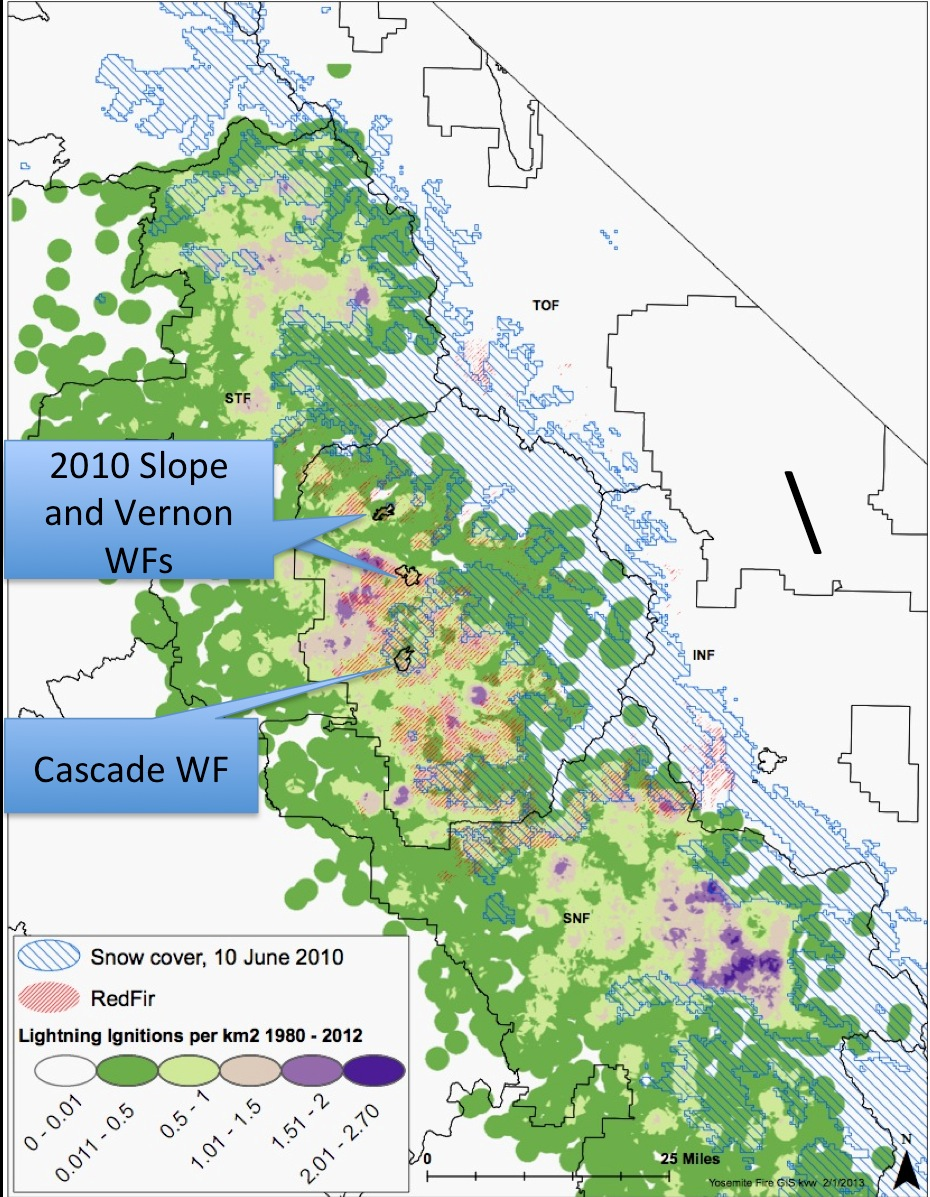 TOF
STF
2010 Slope
and Vernon
WFs
INF
Cascade WF
SNF
Snow cover, 10 June 2010
RedFir
Lightning Ignitions per km2 1980 - 2012
0 - 0.01
0.011 - 0.5
0.5 - 1
1.01 - 1.5
1.51 - 2
2.01 - 2.70
0
25 Miles
N
Yosemite Fire GIS kvw 2/1/2013